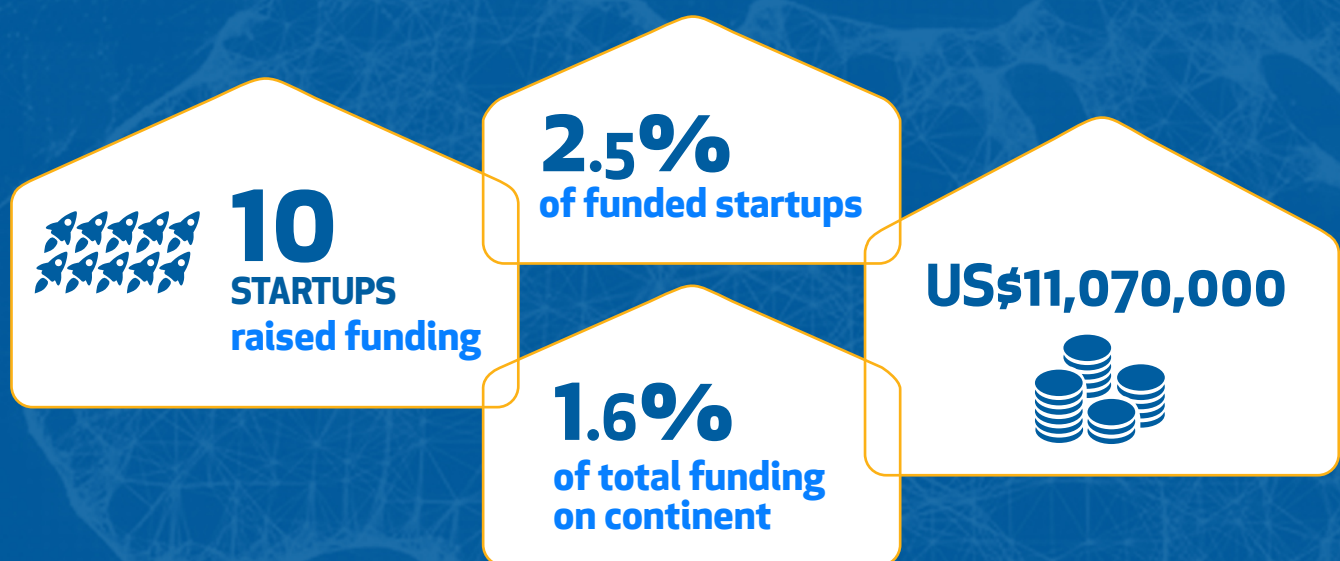 10
STARTUPS
raised funding
2.5%
of funded startups
1.6%
of total funding
on continent
US$11,070,000